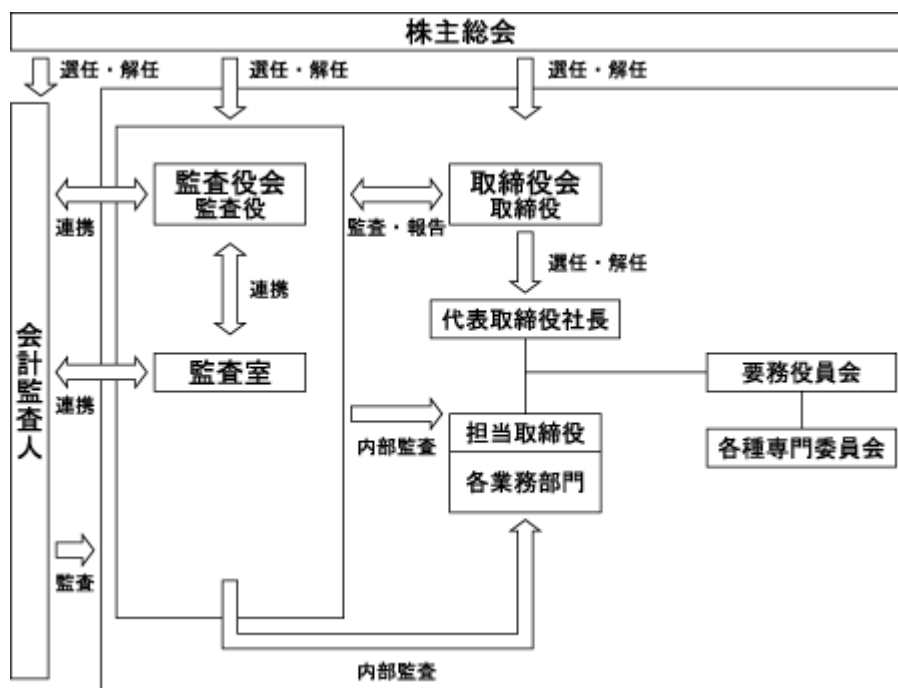 株主総会
選任・解任
選任・解任
選任・解任
監査役会
監査役
取締役会
取締役
連携
監査・報告
選任・解任
連携
代表取締役社長
会計監査人
監査室
要務役員会
連携
内部監査
担当取締役
各種専門委員会
各業務部門
監査
内部監査